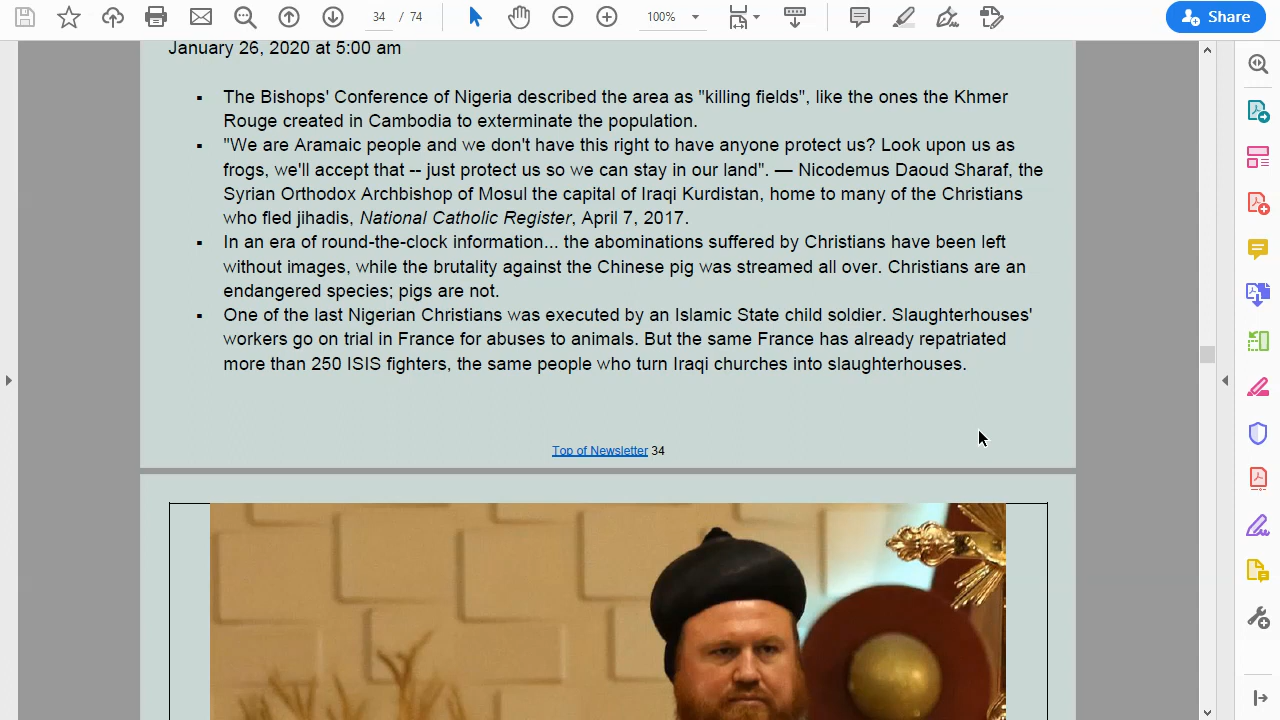 34 / 74
100%
Share
January 26, 2020 at 5:00 am
▪ The Bishops' Conference of Nigeria described the area as "killing fields", like the ones the Khmer
Rouge created in Cambodia to exterminate the population.
▪ "We are Aramaic people and we don't have this right to have anyone protect us? Look upon us as
frogs, we'll accept that -- just protect us so we can stay in our land". — Nicodemus Daoud Sharaf, the
Syrian Orthodox Archbishop of Mosul the capital of Iraqi Kurdistan, home to many of the Christians
who fled jihadis, National Catholic Register, April 7, 2017.
▪ In an era of round-the-clock information... the abominations suffered by Christians have been left
without images, while the brutality against the Chinese pig was streamed all over. Christians are an
endangered species; pigs are not.
▪ One of the last Nigerian Christians was executed by an Islamic State child soldier. Slaughterhouses'
workers go on trial in France for abuses to animals. But the same France has already repatriated
more than 250 ISIS fighters, the same people who turn Iraqi churches into slaughterhouses.
Top of Newsletter 34